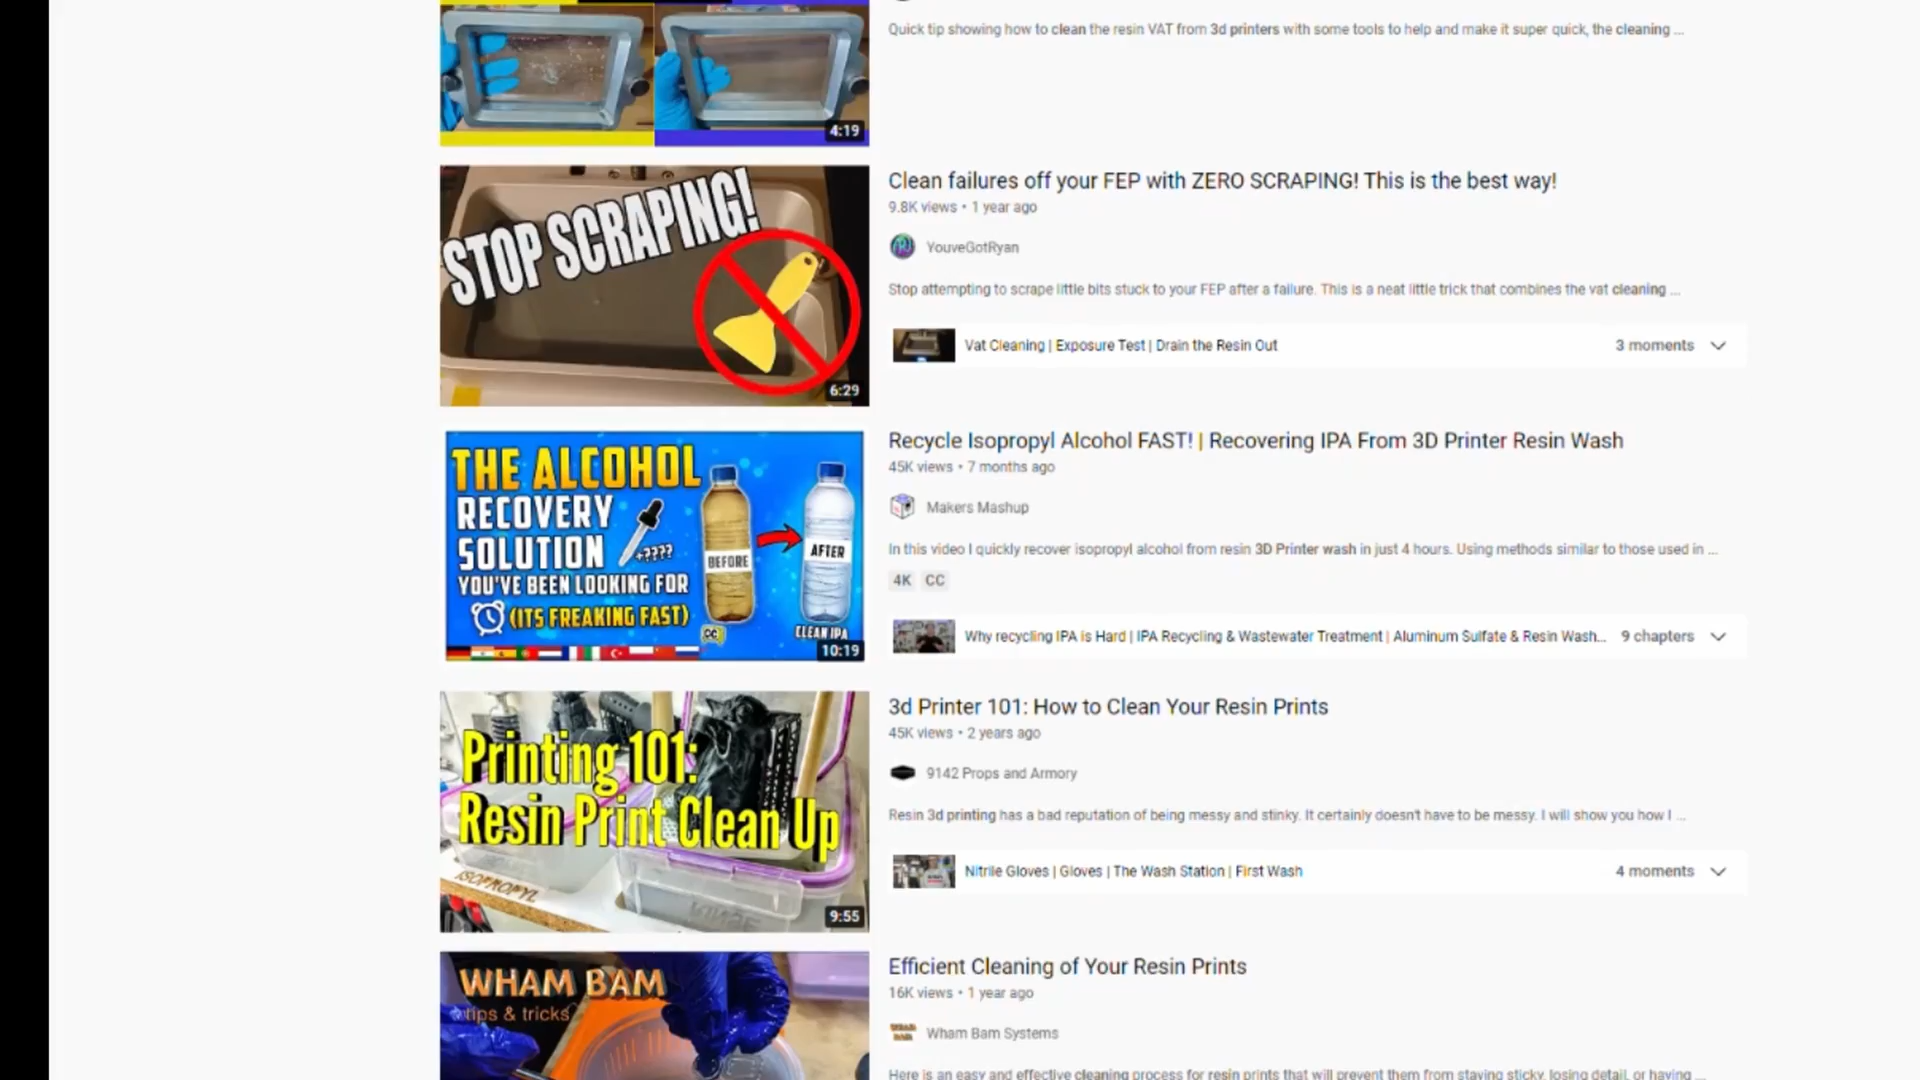 Quick tip showing how to clean the resin VAT from 3d printers with some tools to help and make it super quick, the cleaning ...
4:19
STOP SCRAPING!
6:29
Clean failures off your FEP with ZERO SCRAPING! This is the best way!
9.8K views • 1 year ago
YouveGotRyan
Stop attempting to scrape little bits stuck to your FEP after a failure. This is a neat little trick that combines the vat cleaning ...
Vat Cleaning | Exposure Test | Drain the Resin Out
3 moments
THE ALCOHOL
RECOVERY
SOLUTION
+????
YOU'VE BEEN LOOKING FOR
(ITS FREAKING FAST)
BEFORE
AFTER
CC
CLEAN IPA
10:19
Recycle Isopropyl Alcohol FAST! | Recovering IPA From 3D Printer Resin Wash
45K views • 7 months ago
Makers Mashup
In this video I quickly recover isopropyl alcohol from resin 3D Printer wash in just 4 hours. Using methods similar to those used in ...
4K CC
Why recycling IPA is Hard | IPA Recycling & Wastewater Treatment | Aluminum Sulfate & Resin Wash...
9 chapters
Printing 101:
Resin Print Clean Up
ISOPROPYL
9:55
3d Printer 101: How to Clean Your Resin Prints
45K views • 2 years ago
9142 Props and Armory
Resin 3d printing has a bad reputation of being messy and stinky. It certainly doesn't have to be messy. I will show you how I ...
Nitrile Gloves | Gloves | The Wash Station | First Wash
4 moments
WHAM BAM
tips & tricks
Efficient Cleaning of Your Resin Prints
16K views • 1 year ago
WHAM BAM
Wham Bam Systems
Here is an easy and effective cleaning process for resin prints that will prevent them from staying sticky, losing detail, or having ...